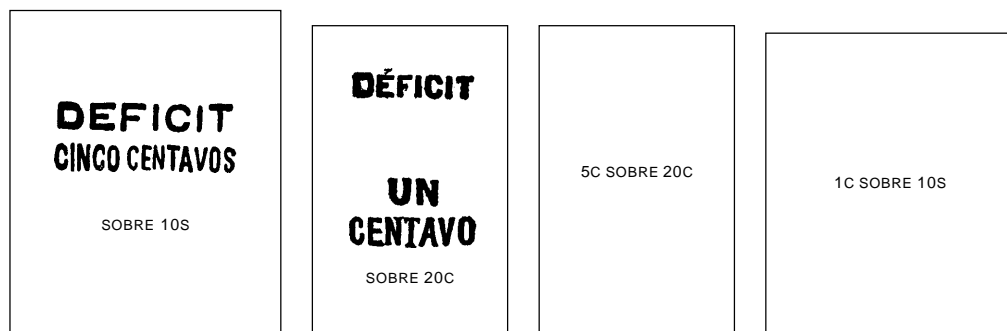 DEFICIT
CINCO CENTAVOS
SOBRE 10S
DÉFICIT
UN
CENTAVO
SOBRE 20C
5C SOBRE 20C
1C SOBRE 10S